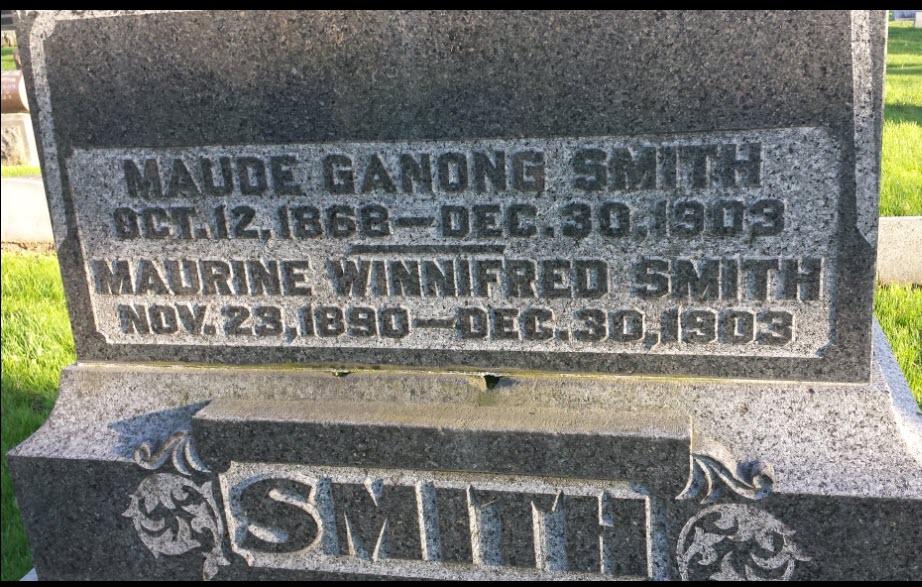 MAUDE GANONG SMITH
OCT. 12, 1868—DEC. 30, 1903
MAURINE WINNIFRED SMITH
NOV. 23, 1890—DEC. 30, 1903
SMITH